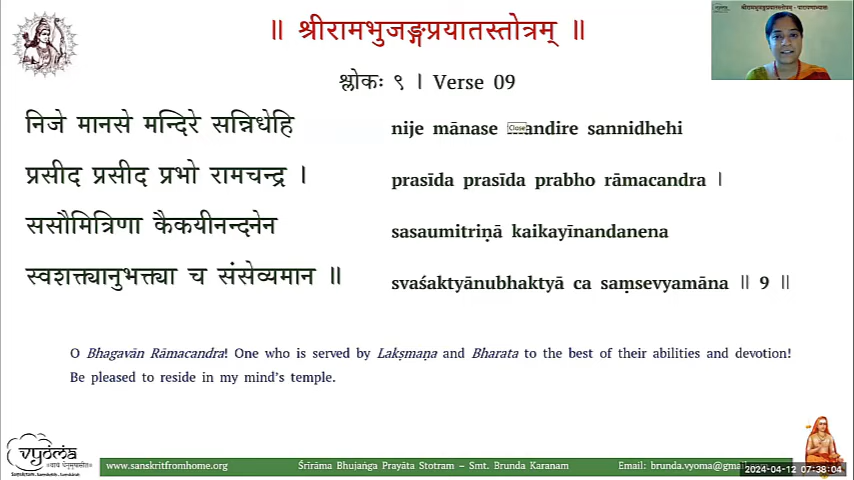 ॥ श्रीरामभुजङ्गप्रयातस्तोत्रम् ॥
श्लोकः ९ । Verse 09
निजे मानसे मन्दिरे सन्निधेहि
प्रसीद प्रसीद प्रभो रामचन्द्र ।
ससौमित्रिणा कैकयीनन्दनेन
स्वशक्त्यानुभक्त्या च संसेव्यमान ॥
nije mānase andire sannidhehi
Close
prasīda prasīda prabho rāmacandra |
sasaumitriṇā kaikayīnandanena
svaśaktyānubhaktyā ca saṃsevyamāna || 9 ||
O Bhagavān Rāmacandra! One who is served by Lakṣmaṇa and Bharata to the best of their abilities and devotion!
Be pleased to reside in my mind's temple.
vyoma
www.sanskritfromhome.org
Śrīrāma Bhujaṅga Prayāta Stotram – Smt. Brunda Karanam
Email: brunda.vyoma@gmail
2024-04-12 07:38:04